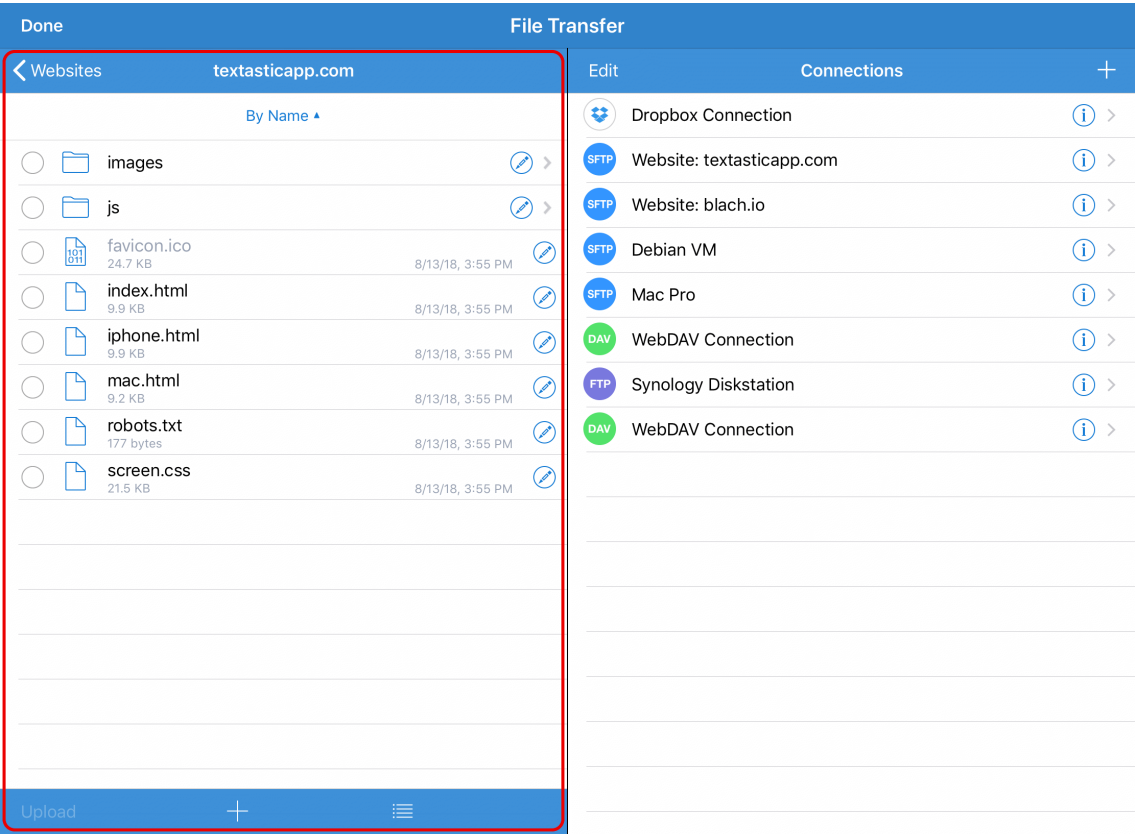 Done
File Transfer
Websites
textasticapp.com
By Name ▲
images
js
101
011
favicon.ico
24.7 KB
8/13/18, 3:55 PM
index.html
9.9 KB
8/13/18, 3:55 PM
iphone.html
9.9 KB
8/13/18, 3:55 PM
mac.html
9.2 KB
8/13/18, 3:55 PM
robots.txt
177 bytes
8/13/18, 3:55 PM
screen.css
21.5 KB
8/13/18, 3:55 PM
Upload
Edit
Connections
Dropbox Connection
SFTP Website: textasticapp.com
SFTP Website: blach.io
SFTP Debian VM
SFTP Mac Pro
DAV WebDAV Connection
FTP Synology Diskstation
DAV WebDAV Connection